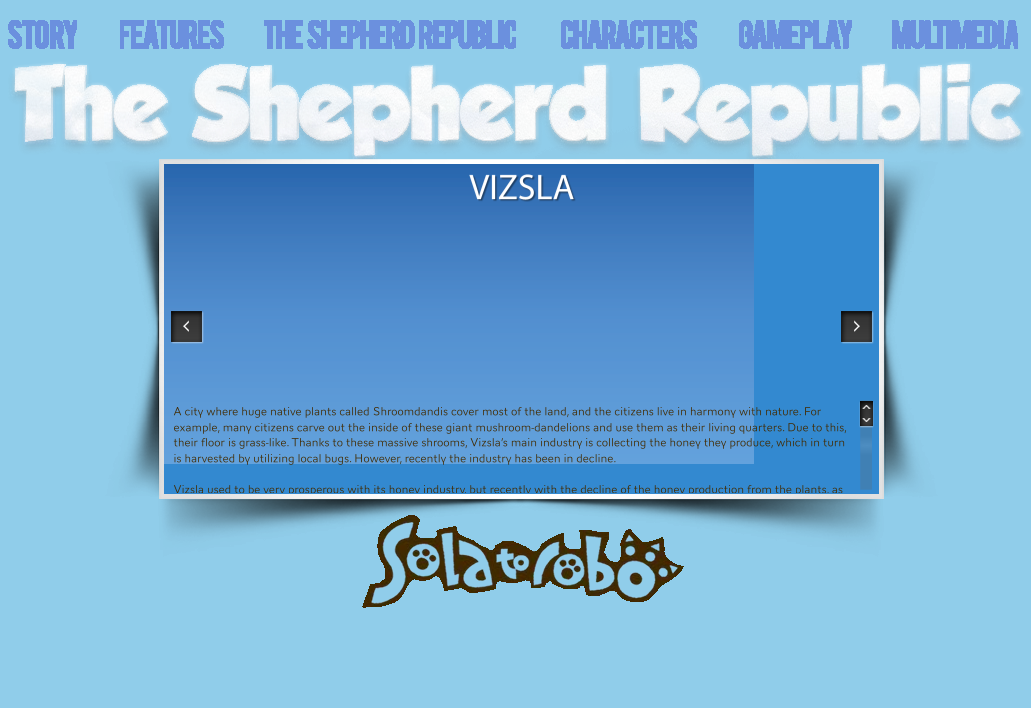 STORY FEATURES THE SHEPHERD REPUBLIC CHARACTERS GAMEPLAY MULTIMEDIA
The Shepherd Republic
VIZSLA
A city where huge native plants called Shroomdandis cover most of the land, and the citizens live in harmony with nature. For
example, many citizens carve out the inside of these giant mushroom-dandelions and use them as their living quarters. Due to this,
their floor is grass-like. Thanks to these massive shrooms, Vizsla's main industry is collecting the honey they produce, which in turn
is harvested by utilizing local bugs. However, recently the industry has been in decline.
Vizsla used to be very prosperous with its honey industry, but recently with the decline of the honey production from the plants, as
Solatorobo